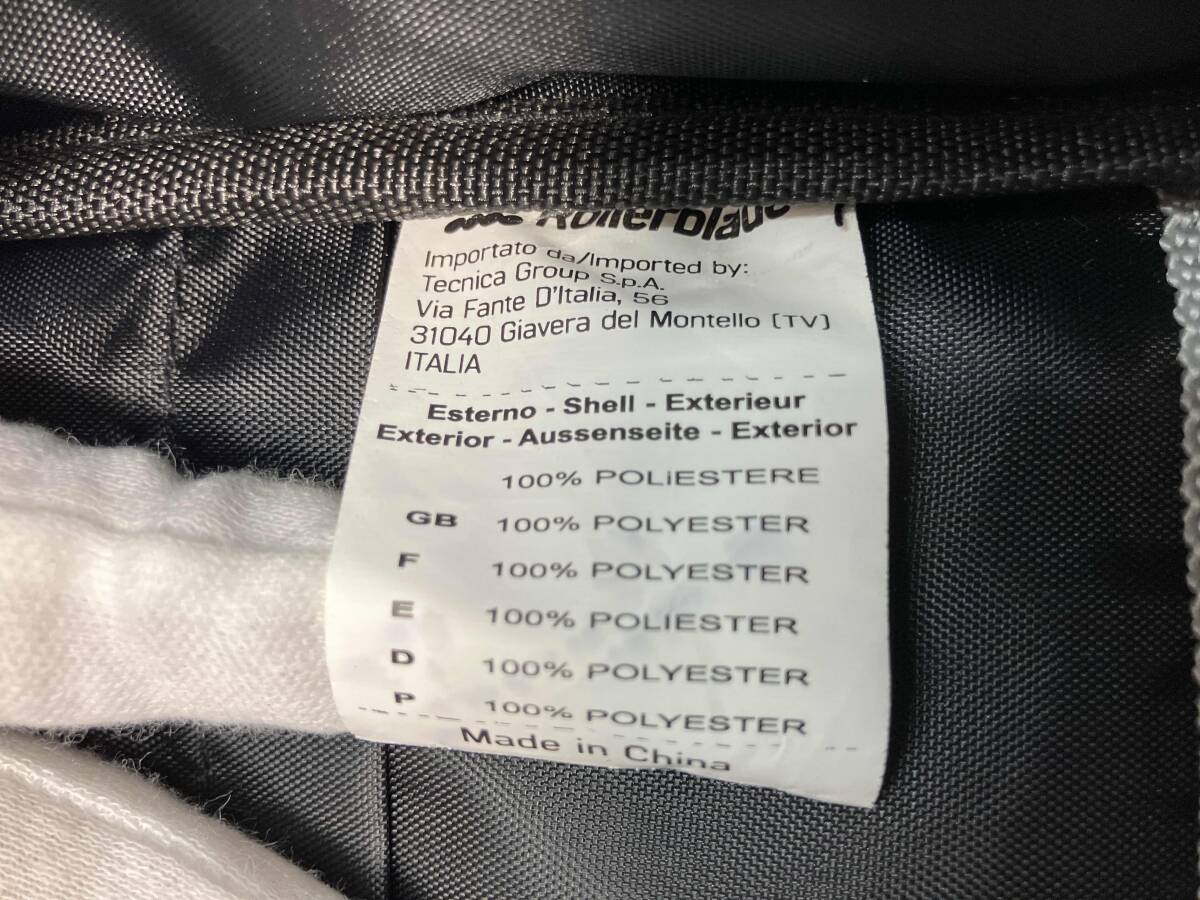 Rollerblade
Importato da/Imported by:
Tecnica Group S.p.A.
Via Fante D'Italia, 56
31040 Giavera del Montello (TV)
ITALIA
Esterno - Shell - Exterieur
Exterior - Aussenseite - Exterior
100% POLiESTERE
GB 100% POLYESTER
F 100% POLYESTER
E 100% POLIESTER
D 100% POLYESTER
P 100% POLYESTER
Made in China